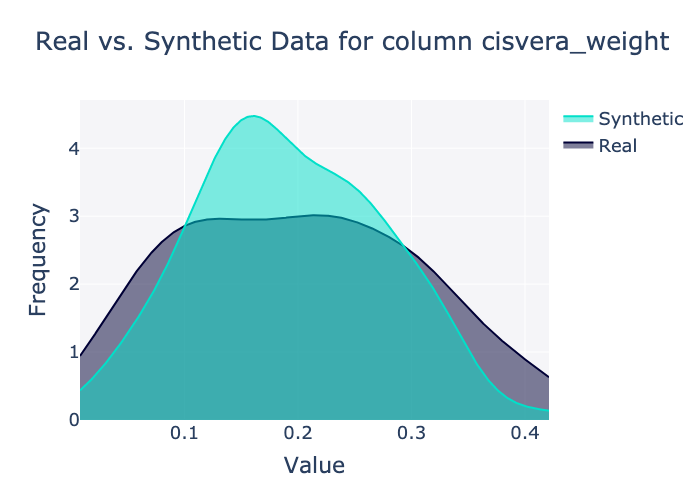 Real vs. Synthetic Data for column cisvera_weight
Synthetic
Real
4
3
2
1
0
0.1 0.2 0.3 0.4
Frequency
Value